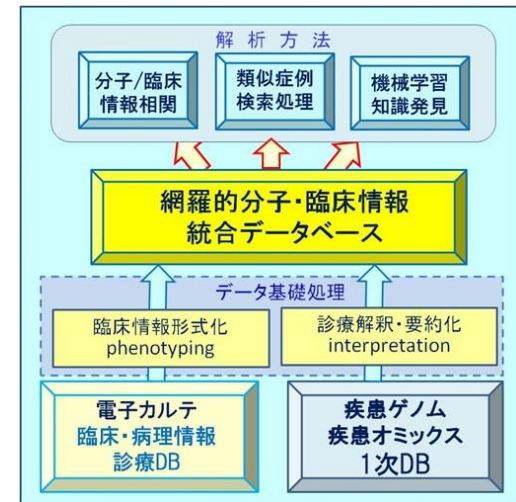 解析方法
分子/臨床
情報相関
類似症例
検索処理
機械学習
知識発見
網羅的分子・臨床情報
統合データベース
データ基礎処理
臨床情報形式化
phenotyping
診療解釈・要約化
interpretation
電子カルテ
臨床・病理情報
診療DB
疾患ゲノム
疾患オミックス
1次DB